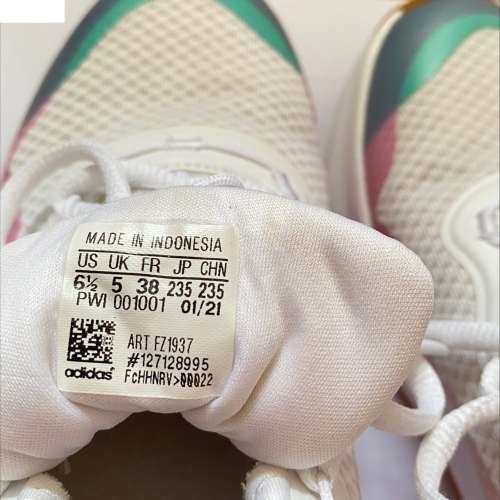 MADE IN INDONESIA
US UK FR JP CHN
6½ 5 38 235 235
PWI 001001 01/21
ART FZ1937
#127128995
adidas FcHHNRV>00022